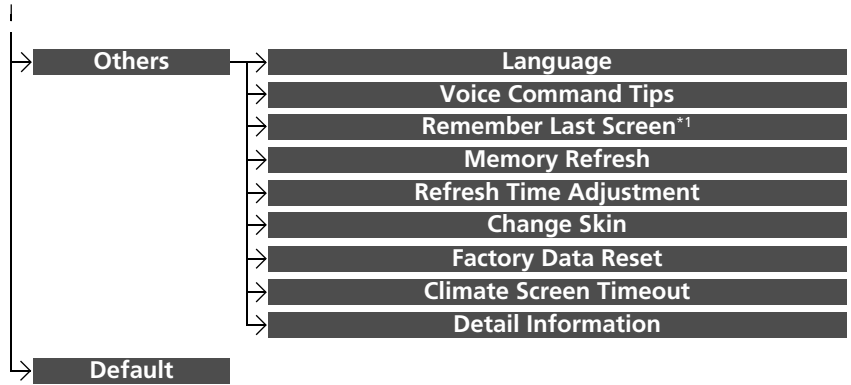 Others
Language
Voice Command Tips
Remember Last Screen*1
Memory Refresh
Refresh Time Adjustment
Change Skin
Factory Data Reset
Climate Screen Timeout
Detail Information
Default